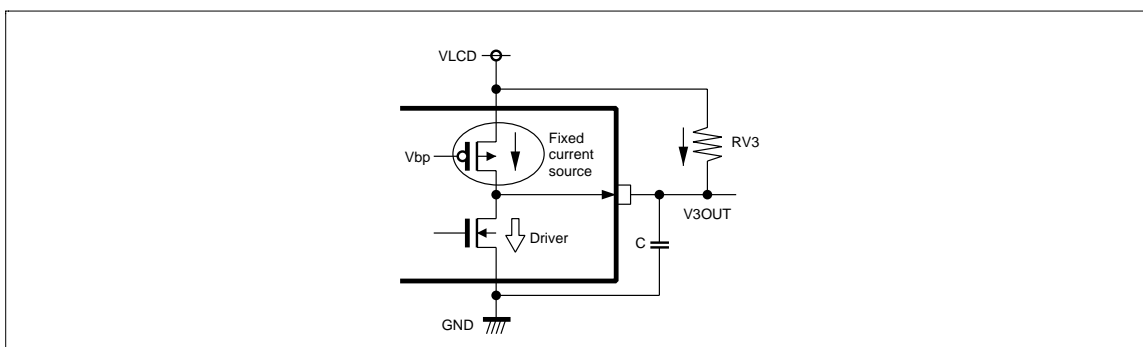 VLCD
Vbp
Fixed
current
source
RV3
V3OUT
Driver
C
GND